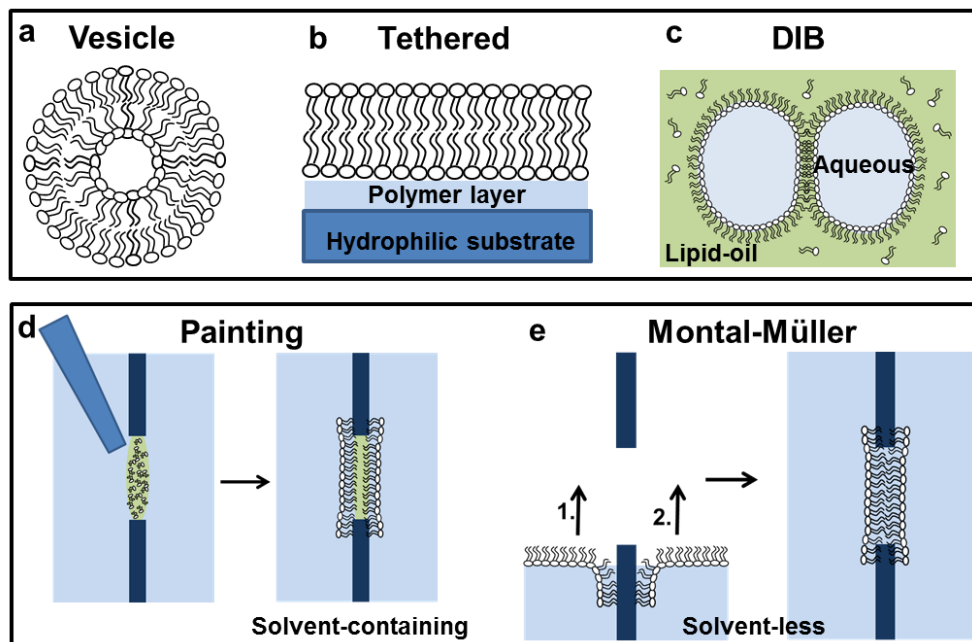 a Vesicle
b Tethered
c DIB
Polymer layer
Hydrophilic substrate
Aqueous
Lipid-oil
d Painting
Solvent-containing
e Montal-Müller
1. 2.
Solvent-less